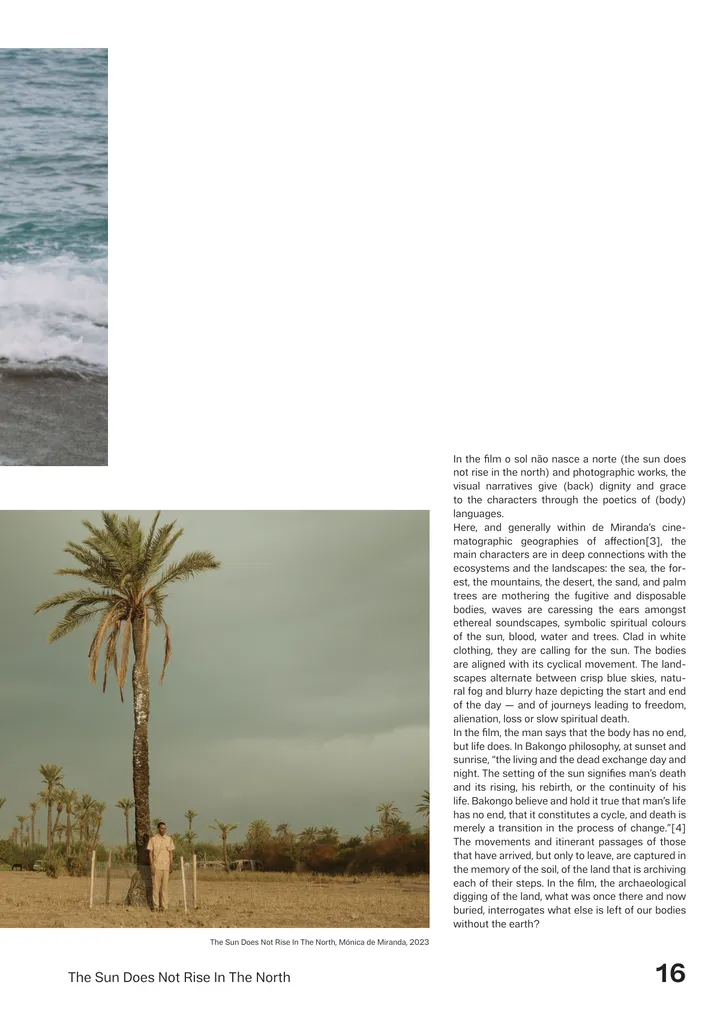 In the film o sol não nasce a norte (the sun does
not rise in the north) and photographic works, the
visual narratives give (back) dignity and grace
to the characters through the poetics of (body)
languages.
Here, and generally within de Miranda's cine-
matographic geographies of affection[3], the
main characters are in deep connections with the
ecosystems and the landscapes: the sea, the for-
est, the mountains, the desert, the sand, and palm
trees are mothering the fugitive and disposable
bodies, waves are caressing the ears amongst
ethereal soundscapes, symbolic spiritual colours
of the sun, blood, water and trees. Clad in white
clothing, they are calling for the sun. The bodies
are aligned with its cyclical movement. The land-
scapes alternate between crisp blue skies, natu-
ral fog and blurry haze depicting the start and end
of the day — and of journeys leading to freedom,
alienation, loss or slow spiritual death.
In the film, the man says that the body has no end,
but life does. In Bakongo philosophy, at sunset and
sunrise, “the living and the dead exchange day and
night. The setting of the sun signifies man's death
and its rising, his rebirth, or the continuity of his
life. Bakongo believe and hold it true that man's life
has no end, that it constitutes a cycle, and death is
merely a transition in the process of change.”[4]
The movements and itinerant passages of those
that have arrived, but only to leave, are captured in
the memory of the soil, of the land that is archiving
each of their steps. In the film, the archaeological
digging of the land, what was once there and now
buried, interrogates what else is left of our bodies
without the earth?
The Sun Does Not Rise In The North, Mónica de Miranda, 2023
The Sun Does Not Rise In The North
16